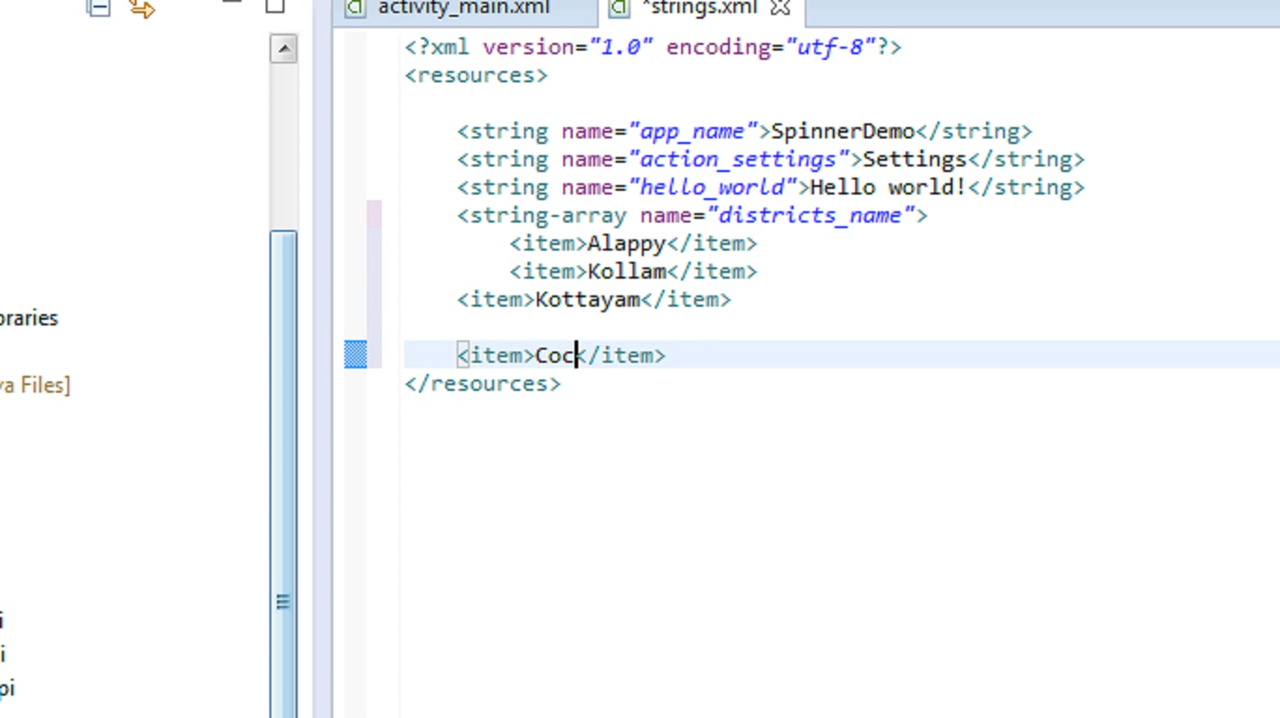 activity_main.xml
*strings.xml
<?xml version="1.0" encoding="utf-8"?>
<resources>
<string name="app_name">SpinnerDemo</string>
<string name="action_settings">Settings</string>
<string name="hello_world">Hello world!</string>
<string-array name="districts_name">
<item>Alappy</item>
<item>Kollam</item>
<item>Kottayam</item>
<item>Coc</item>
</resources>
Files]